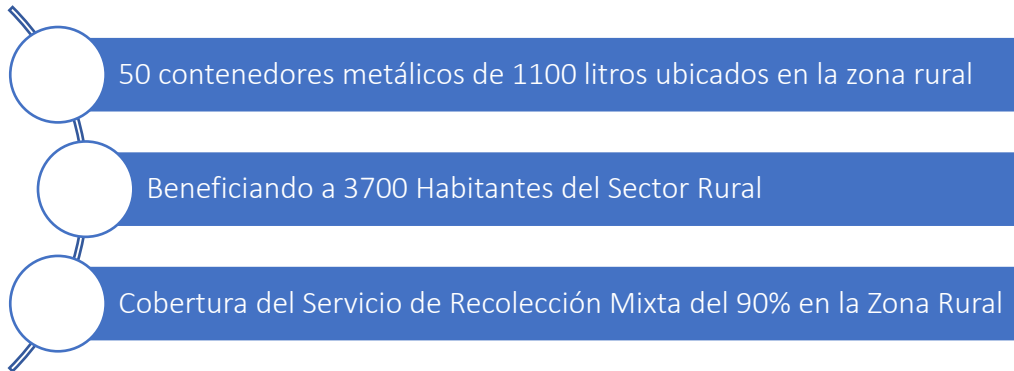 50 contenedores metálicos de 1100 litros ubicados en la zona rural
Beneficiando a 3700 Habitantes del Sector Rural
Cobertura del Servicio de Recolección Mixta del 90% en la Zona Rural